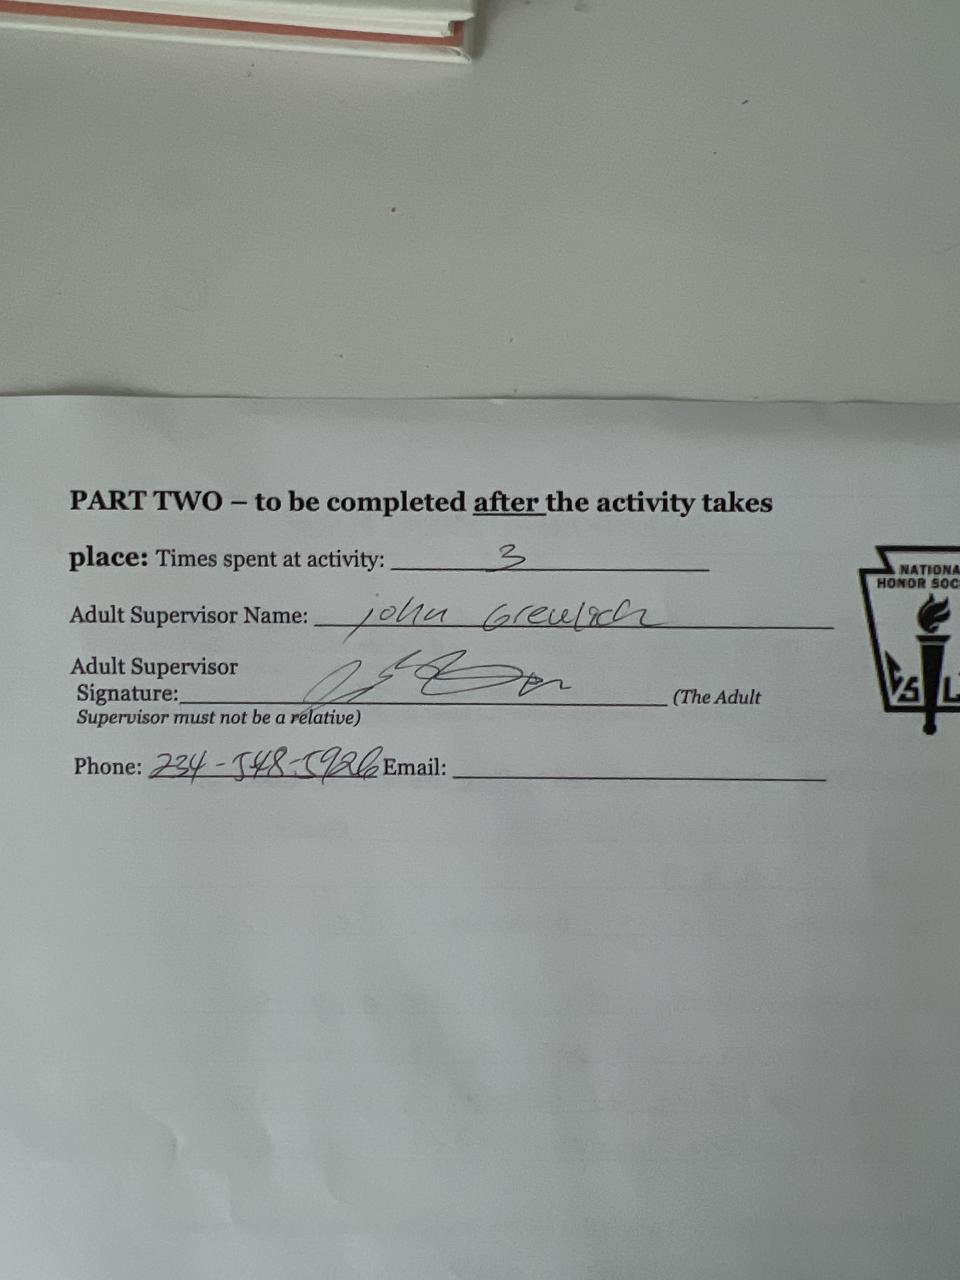 PART TWO – to be completed after the activity takes
place: Times spent at activity: 3
Adult Supervisor Name: john Greulich
Adult Supervisor
Signature: (The Adult
Supervisor must not be a relative)
Phone: 234-548-5926 Email:
NATIONA
HONOR SOC
C S L